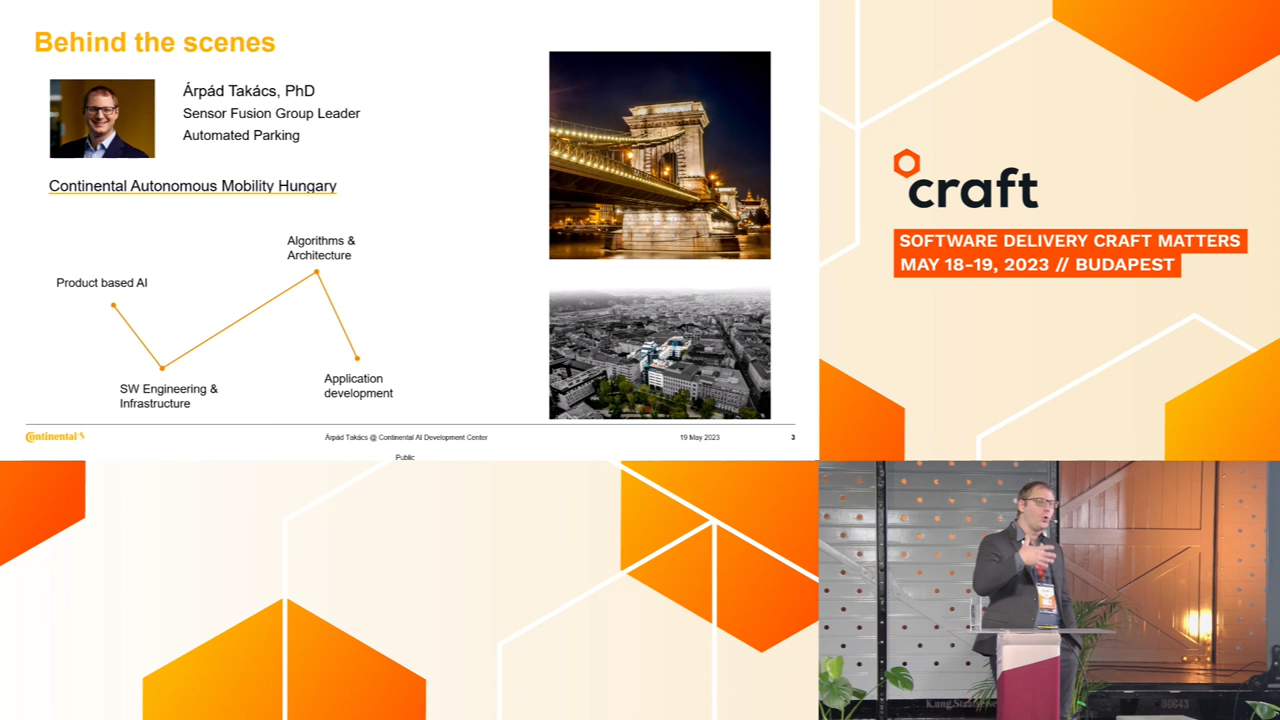 Behind the scenes
Árpád Takács, PhD
Sensor Fusion Group Leader
Automated Parking
Continental Autonomous Mobility Hungary
Algorithms &
Architecture
Product based AI
SW Engineering &
Infrastructure
Application
development
Continental
Árpád Takács @ Continental AI Development Center
19 May 2023
3
Public
craft
SOFTWARE DELIVERY CRAFT MATTERS
MAY 18-19, 2023 // BUDAPEST